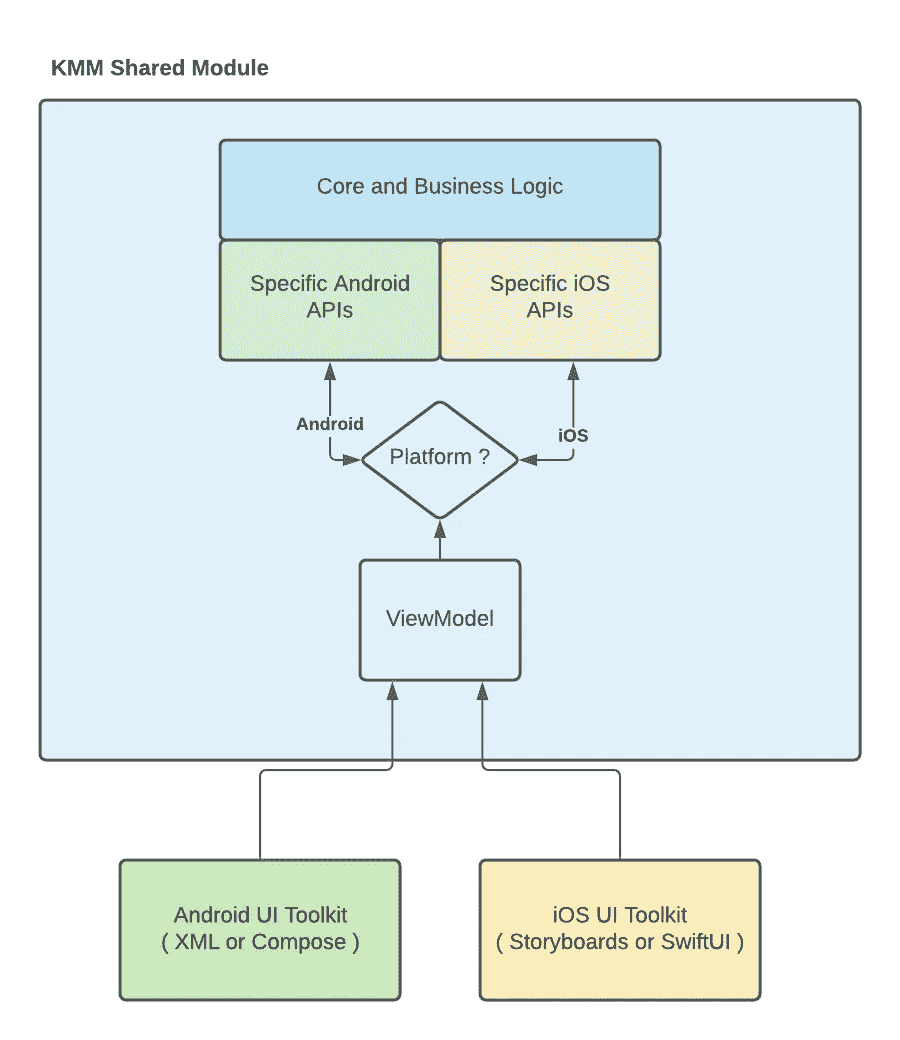 KMM Shared Module
Core and Business Logic
Specific Android
APIs
Specific iOS
APIs
Android
iOS
Platform ?
ViewModel
Android UI Toolkit
( XML or Compose )
iOS UI Toolkit
( Storyboards or SwiftUI )